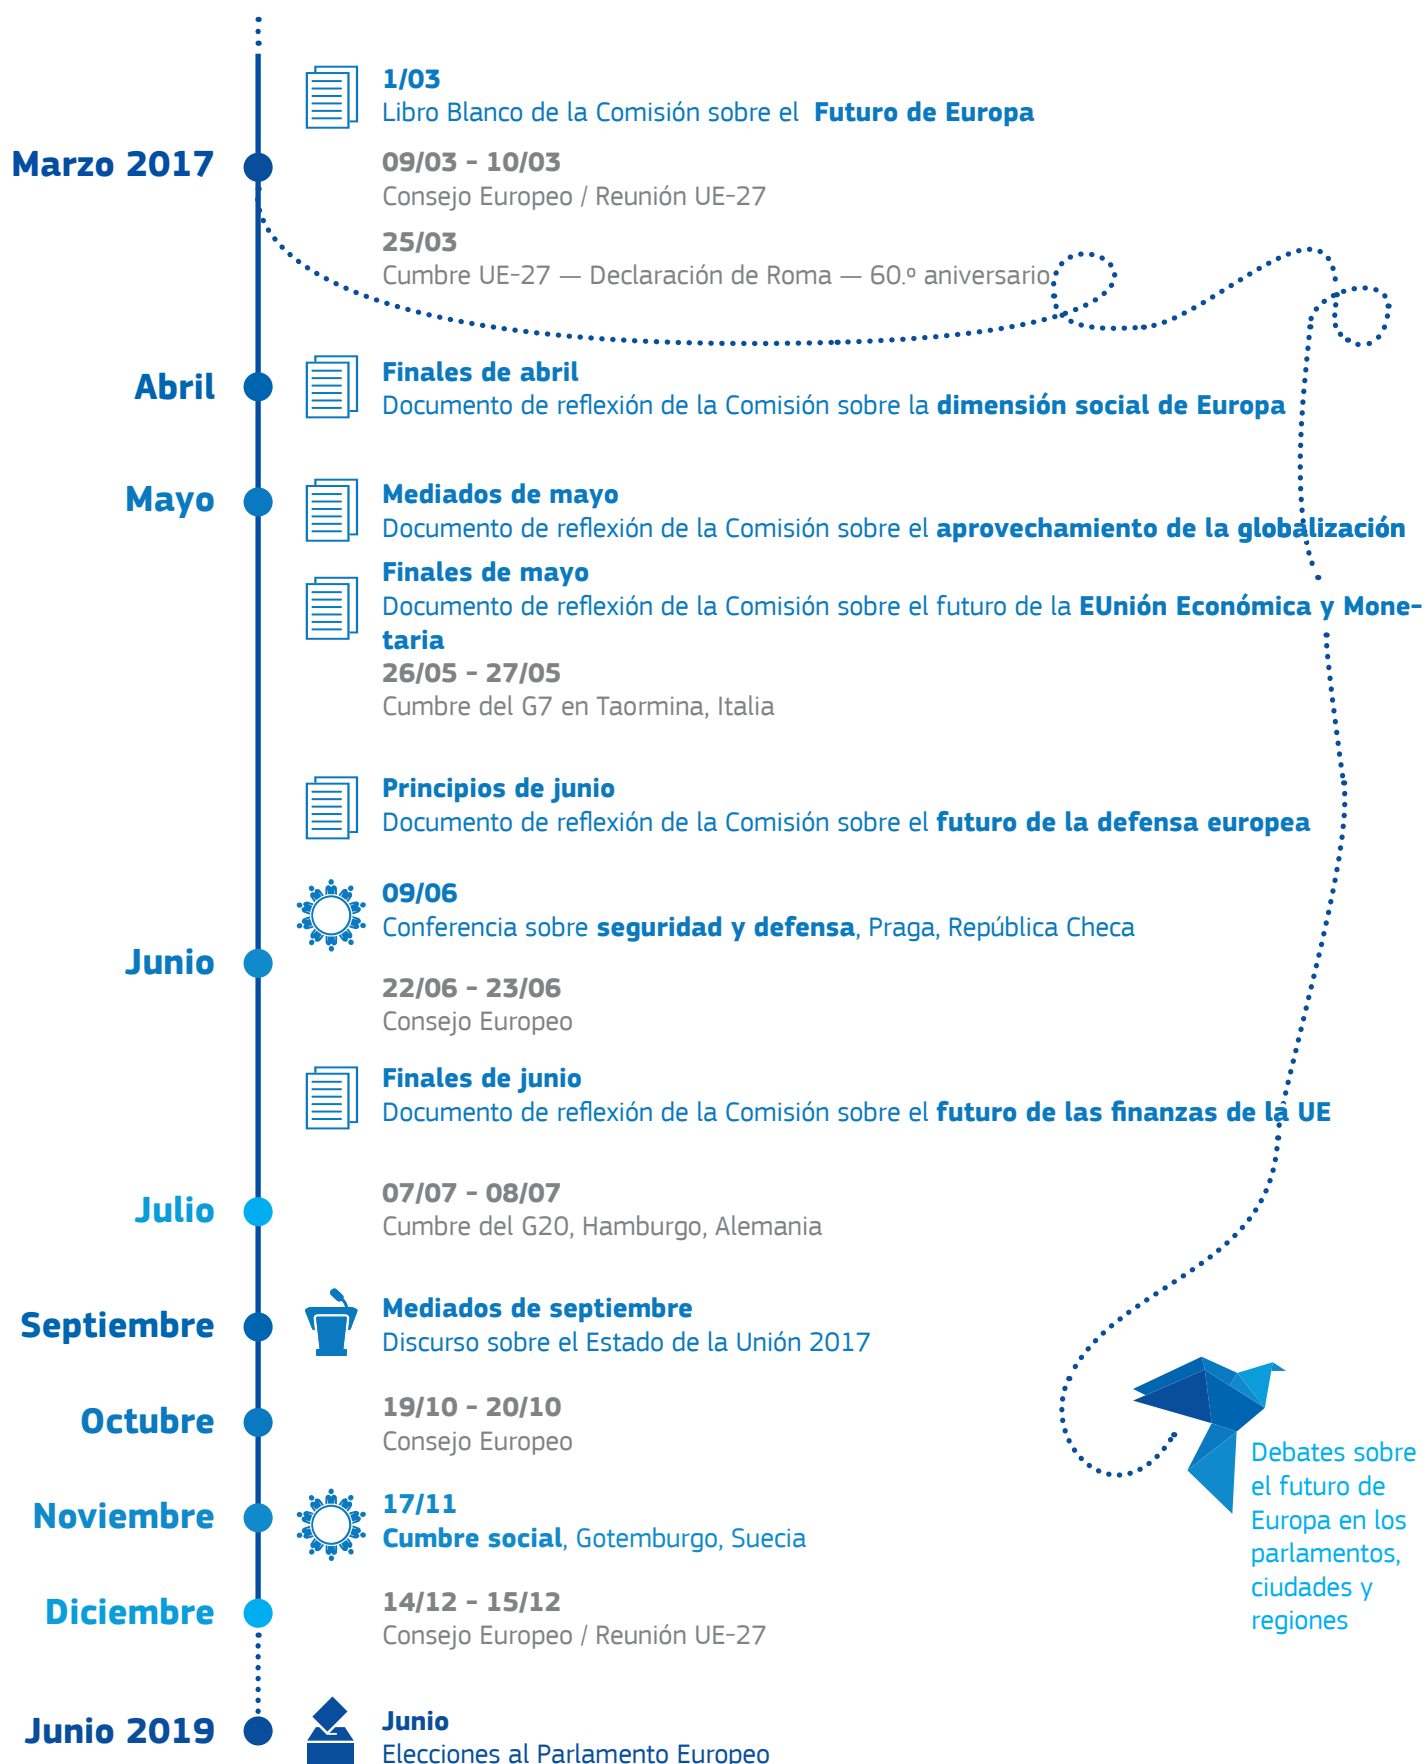 1/03
Libro Blanco de la Comisión sobre el Futuro de Europa
Marzo 2017
09/03 - 10/03
Consejo Europeo / Reunión UE-27
25/03
Cumbre UE-27 — Declaración de Roma — 60.º aniversario
Abril
Finales de abril
Documento de reflexión de la Comisión sobre la dimensión social de Europa
Mayo
Mediados de mayo
Documento de reflexión de la Comisión sobre el aprovechamiento de la globalización
Finales de mayo
Documento de reflexión de la Comisión sobre el futuro de la EUnión Económica y Mone-
taria
26/05 - 27/05
Cumbre del G7 en Taormina, Italia
Principios de junio
Documento de reflexión de la Comisión sobre el futuro de la defensa europea
09/06
Conferencia sobre seguridad y defensa, Praga, República Checa
Junio
22/06 - 23/06
Consejo Europeo
Finales de junio
Documento de reflexión de la Comisión sobre el futuro de las finanzas de la UE
Julio
07/07 - 08/07
Cumbre del G20, Hamburgo, Alemania
Septiembre
Mediados de septiembre
Discurso sobre el Estado de la Unión 2017
Octubre
19/10 - 20/10
Consejo Europeo
Noviembre
17/11
Cumbre social, Gotemburgo, Suecia
Diciembre
14/12 - 15/12
Consejo Europeo / Reunión UE-27
Debates sobre
el futuro de
Europa en los
parlamentos,
ciudades y
regiones
Junio 2019
Junio
Elecciones al Parlamento Europeo